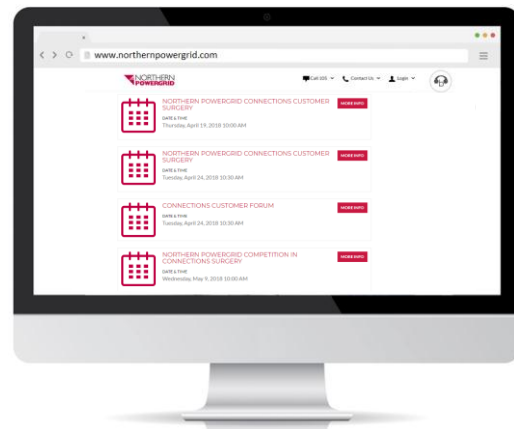 www.northernpowergrid.com
NORTHERN
POWERGRID
Call 105
Contact Us
Login
NORTHERN POWERGRID CONNECTIONS CUSTOMER
SURGERY
MORE INFO
DATE & TIME
Thursday, April 19, 2018 10:00 AM
NORTHERN POWERGRID CONNECTIONS CUSTOMER
SURGERY
MORE INFO
DATE & TIME
Tuesday, April 24, 2018 10:30 AM
CONNECTIONS CUSTOMER FORUM
MORE INFO
DATE & TIME
Tuesday, April 24, 2018 10:30 AM
NORTHERN POWERGRID COMPETITION IN
CONNECTIONS SURGERY
MORE INFO
DATE & TIME
Wednesday, May 9, 2018 10:00 AM